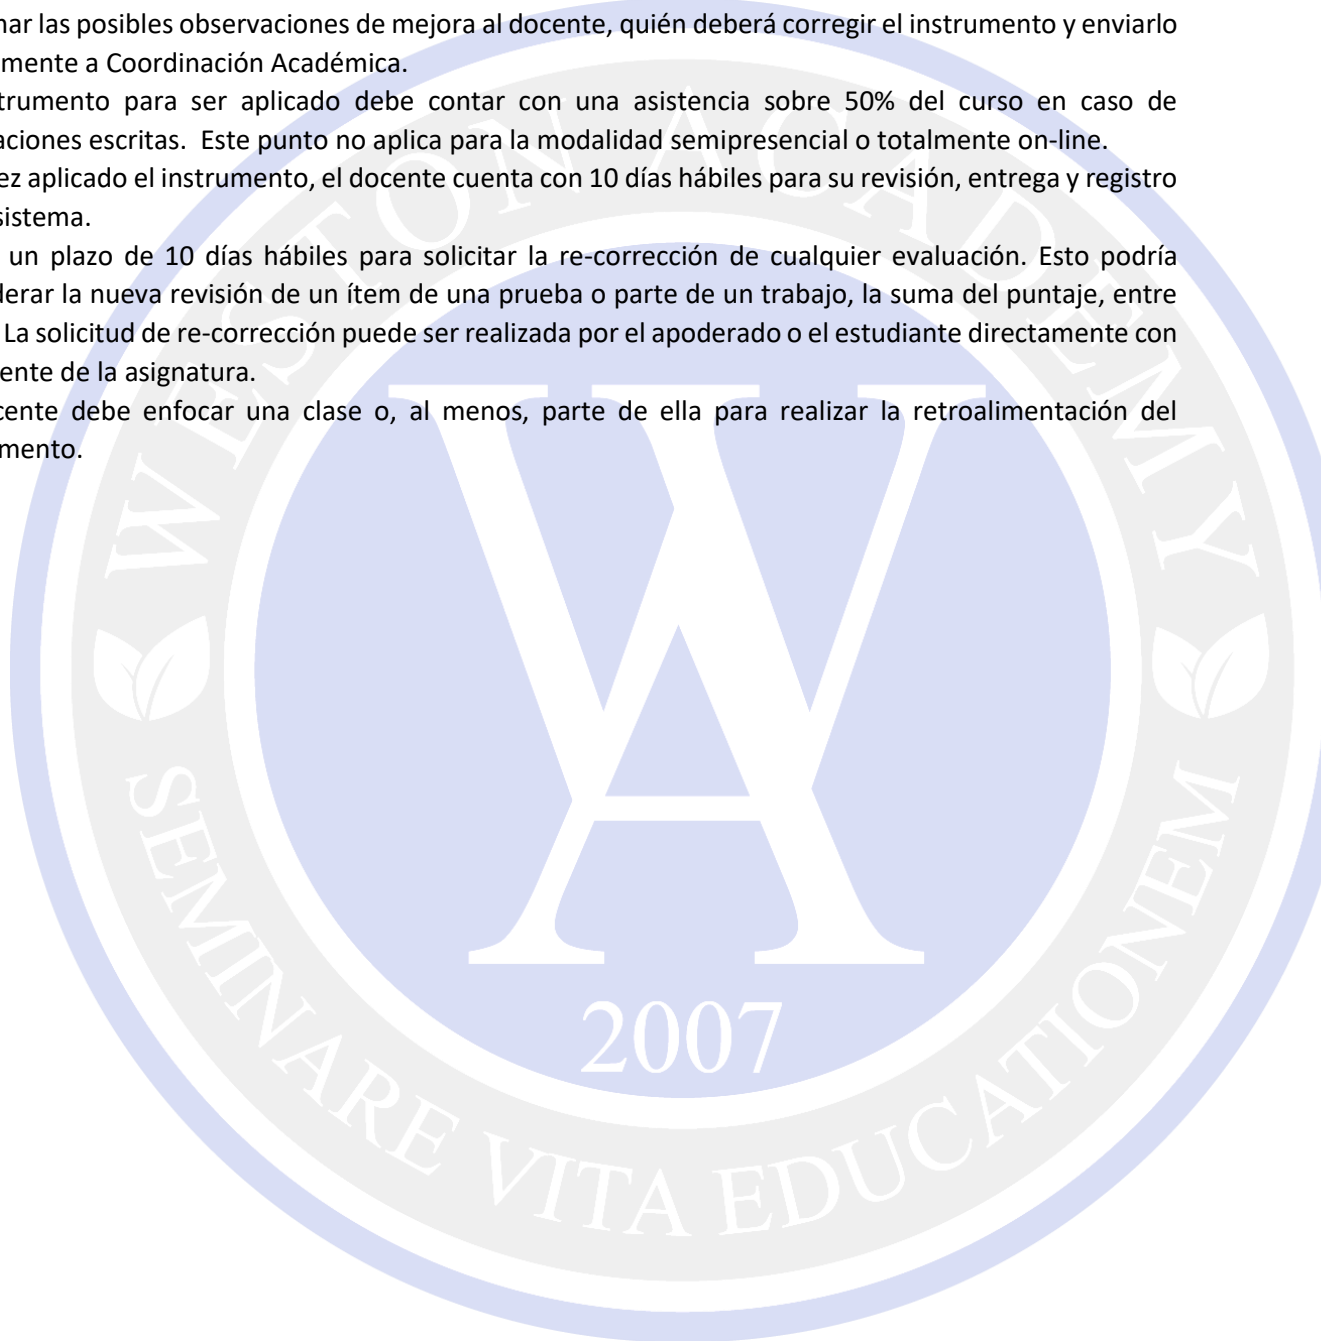 nar las posibles observaciones de mejora al docente, quién deberá corregir el instrumento y enviarlo
mente a Coordinación Académica.
trumento para ser aplicado debe contar con una asistencia sobre 50% del curso en caso de
aciones escritas. Este punto no aplica para la modalidad semipresencial o totalmente on-line.
ez aplicado el instrumento, el docente cuenta con 10 días hábiles para su revisión, entrega y registro
sistema.
un plazo de 10 días hábiles para solicitar la re-corrección de cualquier evaluación. Esto podría
derar la nueva revisión de un ítem de una prueba o parte de un trabajo, la suma del puntaje, entre
La solicitud de re-corrección puede ser realizada por el apoderado o el estudiante directamente con
ente de la asignatura.
cente debe enfocar una clase o, al menos, parte de ella para realizar la retroalimentación del
mento.
WESTON ACADEMY
WA
2007
SEMINARE VITA EDUCATIONEM